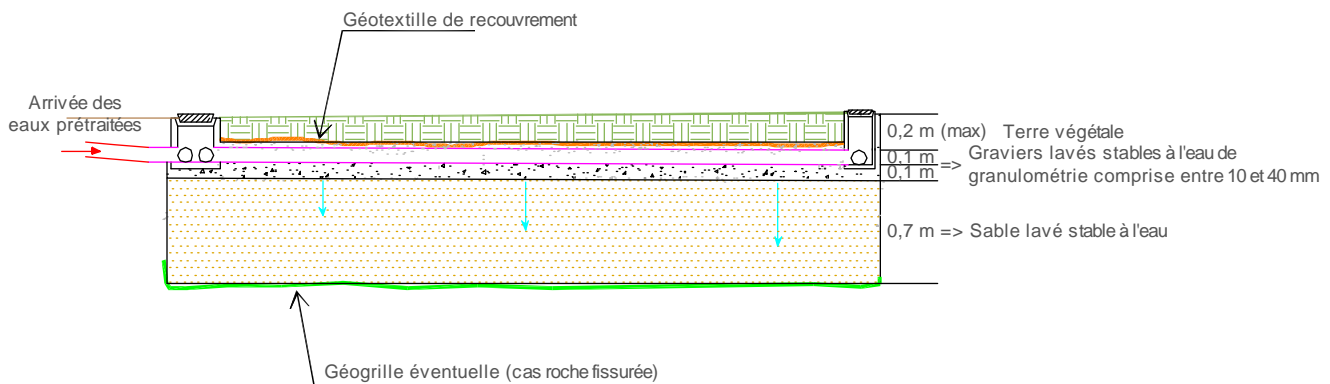 Géotextille de recouvrement
Arrivée des
eaux prétraitées
0,2 m (max) Terre végétale
0,1 m
0,1 m => Graviers lavés stables à l'eau de
granulométrie comprise entre 10 et 40 mm
0,7 m => Sable lavé stable à l'eau
Géogrille éventuelle (cas roche fissurée)